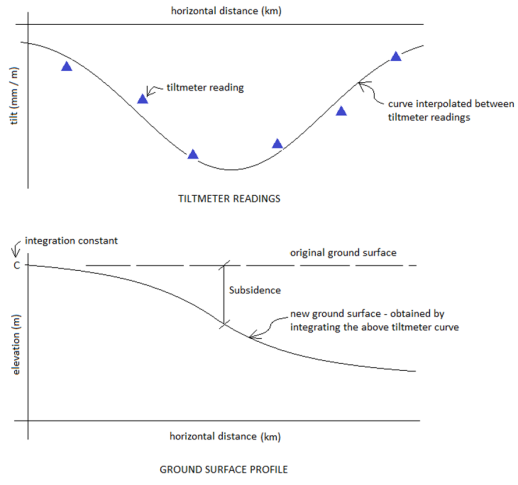 horizontal distance (km)
tilt (mm / m)
tiltmeter reading
curve interpolated between
tiltmeter readings
TILTMETER READINGS
integration constant
C
original ground surface
Subsidence
new ground surface - obtained by
integrating the above tiltmeter curve
elevation (m)
horizontal distance (km)
GROUND SURFACE PROFILE